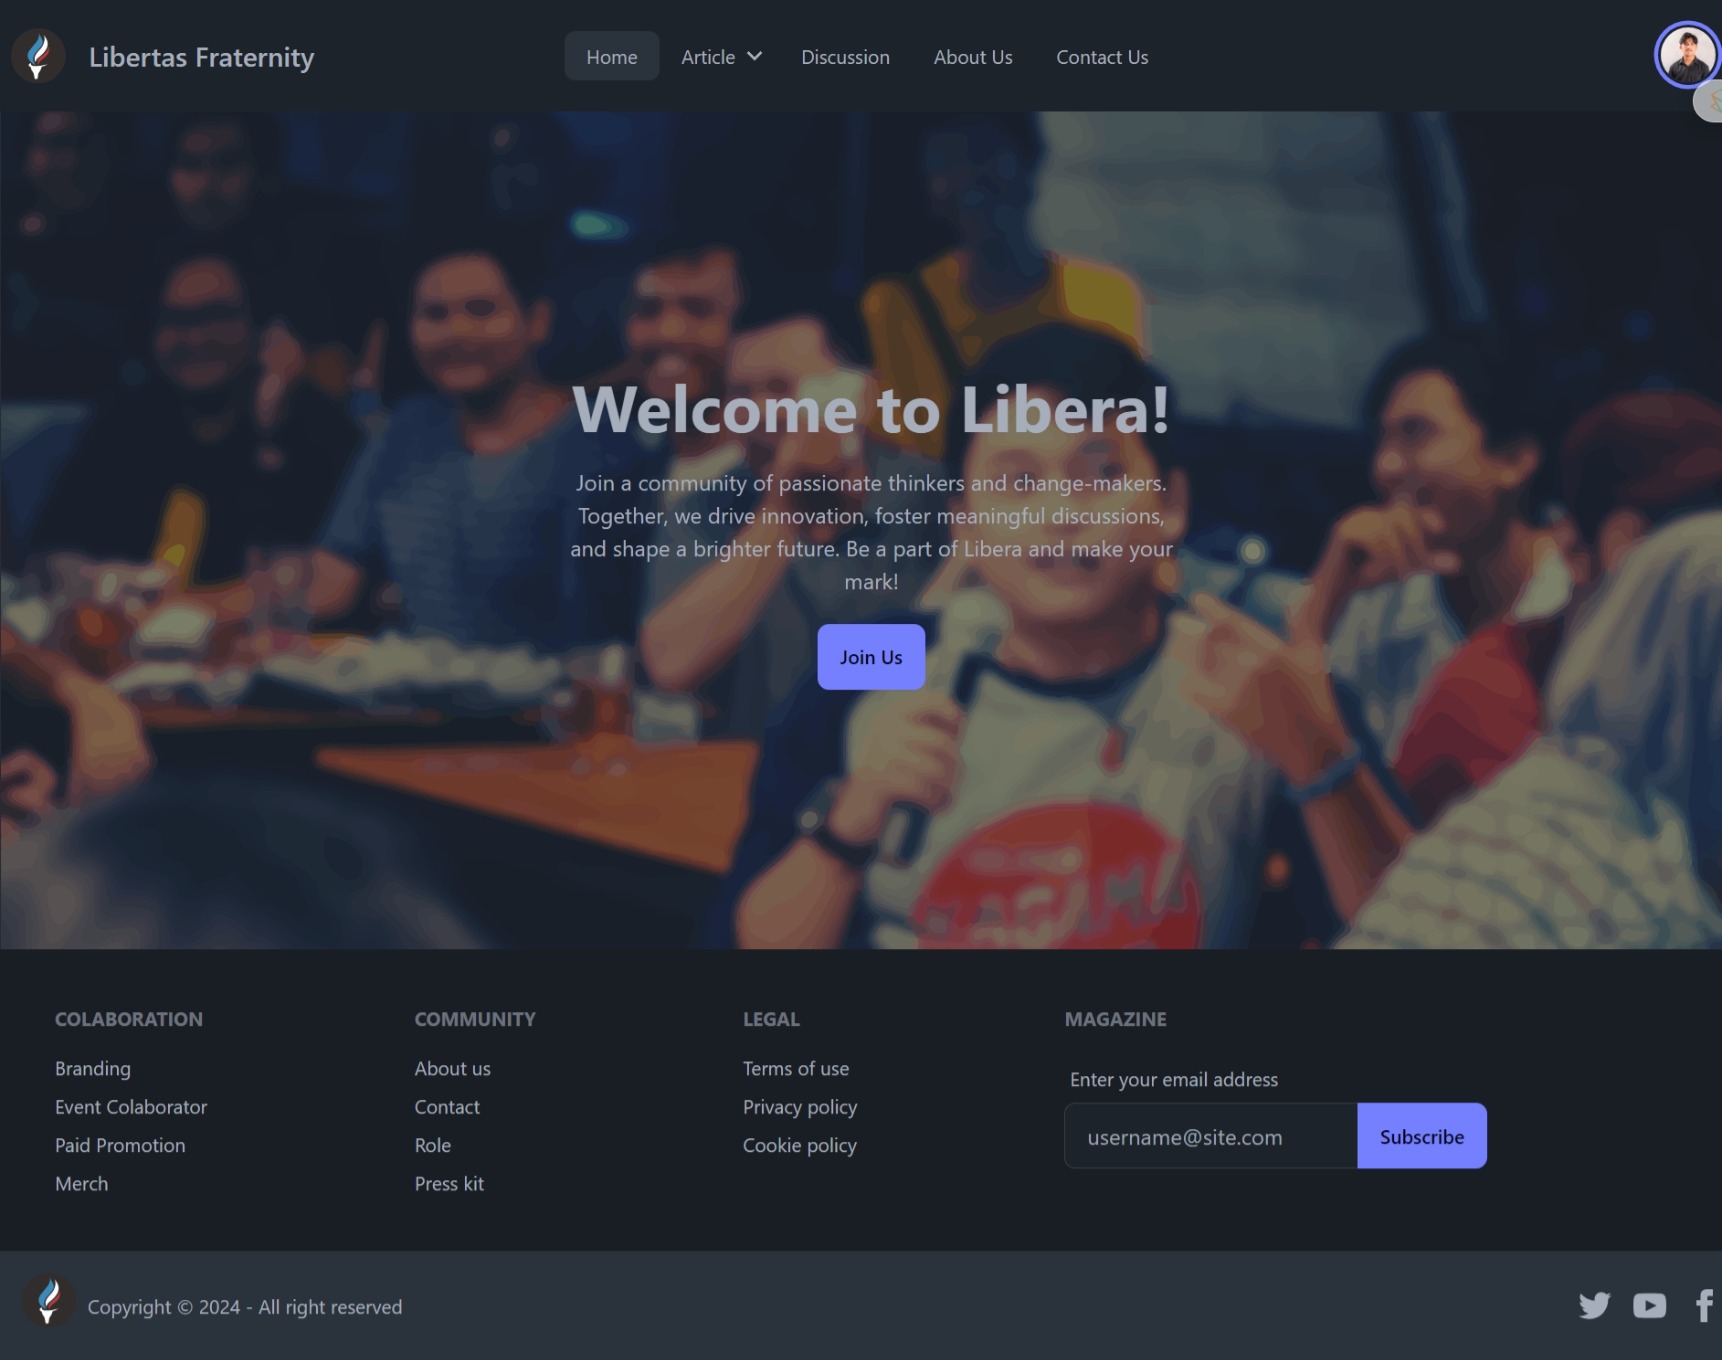 Libertas Fraternity
Home
Article
Discussion
About Us
Contact Us
Welcome to Libera!
Join a community of passionate thinkers and change-makers.
Together, we drive innovation, foster meaningful discussions,
and shape a brighter future. Be a part of Libera and make your
mark!
Join Us
COLABORATION
Branding
Event Colaborator
Paid Promotion
Merch
COMMUNITY
About us
Contact
Role
Press kit
LEGAL
Terms of use
Privacy policy
Cookie policy
MAGAZINE
Enter your email address
username@site.com
Subscribe
Copyright © 2024 - All right reserved